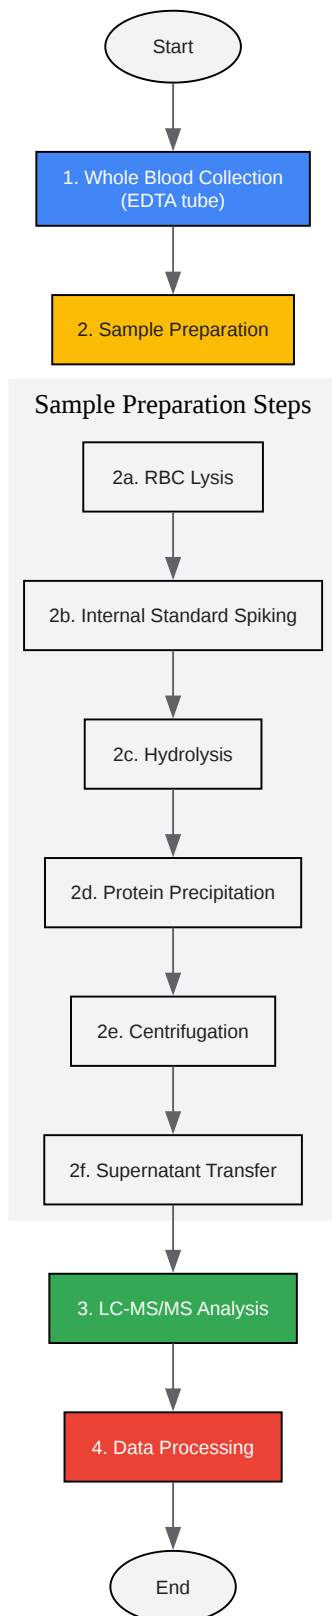 Start
1. Whole Blood Collection
(EDTA tube)
2. Sample Preparation
Sample Preparation Steps
2a. RBC Lysis
2b. Internal Standard Spiking
2c. Hydrolysis
2d. Protein Precipitation
2e. Centrifugation
2f. Supernatant Transfer
3. LC-MS/MS Analysis
4. Data Processing
End